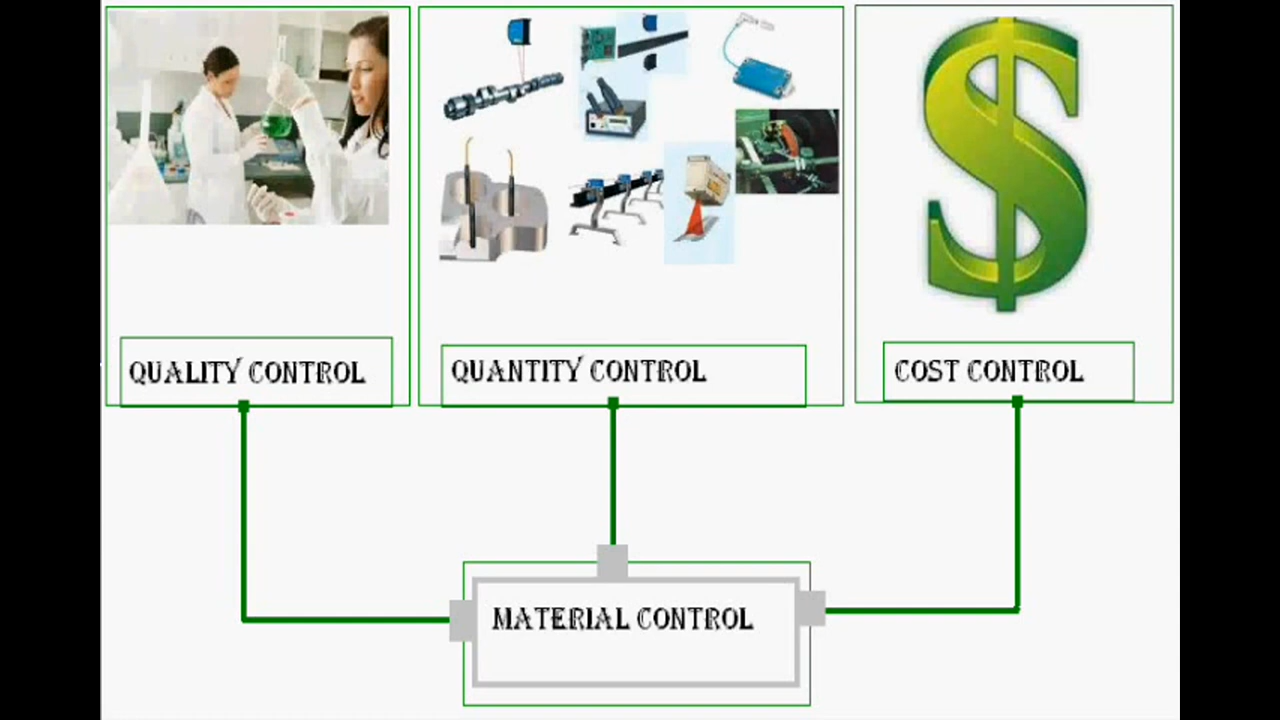 QUALITY CONTROL
QUANTITY CONTROL
COST CONTROL
MATERIAL CONTROL